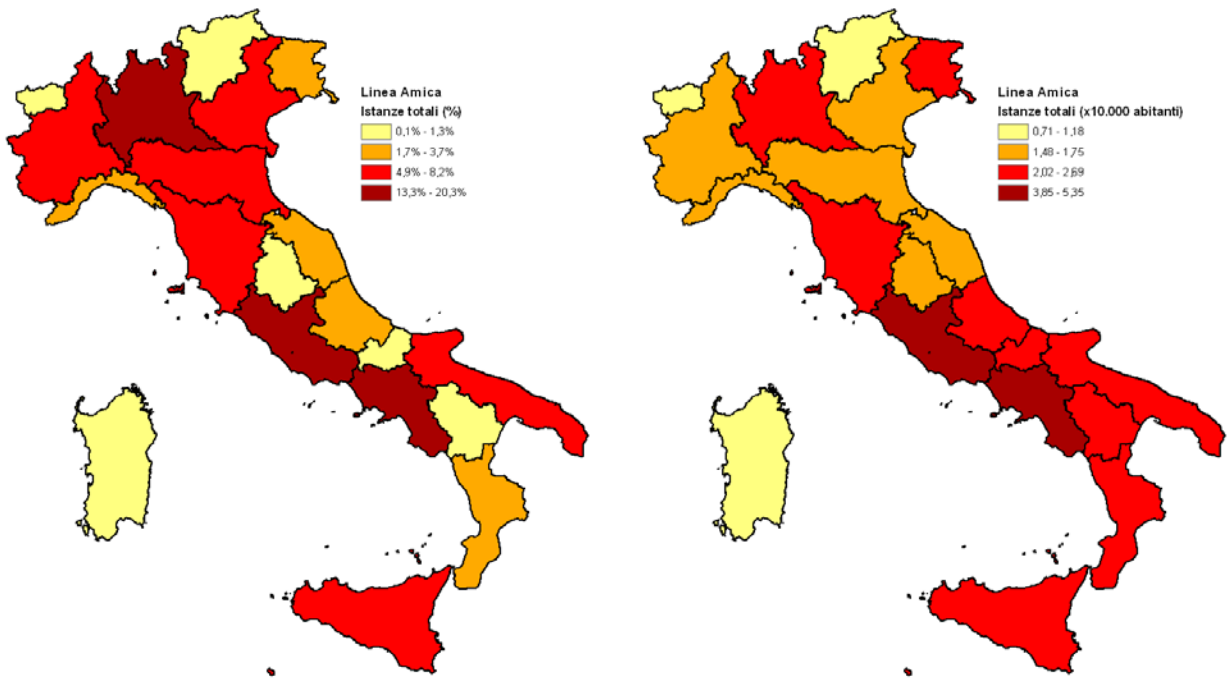 Linea Amica
Istanze totali (%)
0,1% - 1,3%
1,7% - 3,7%
4,9% - 8,2%
13,3% - 20,3%
Linea Amica
Istanze totali (x10.000 abitanti)
0,71 - 1,18
1,48 - 1,75
2,02 - 2,69
3,85 - 5,35